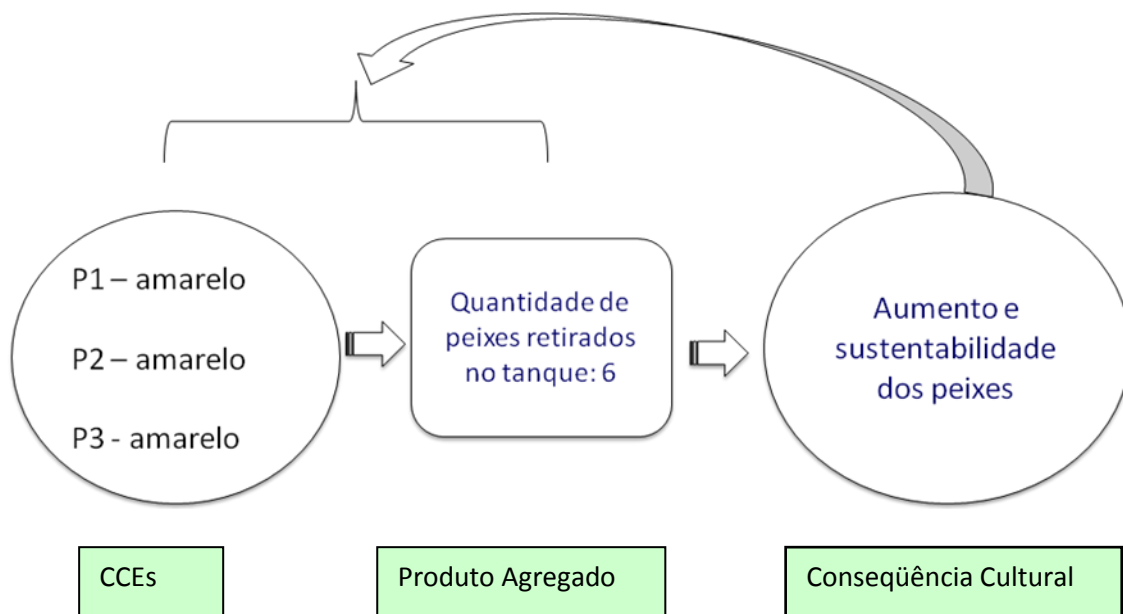 P1 – amarelo
P2 – amarelo
P3 - amarelo
Quantidade de
peixes retirados
no tanque: 6
Aumento e
sustentabilidade
dos peixes
CCEs
Produto Agregado
Conseqüência Cultural